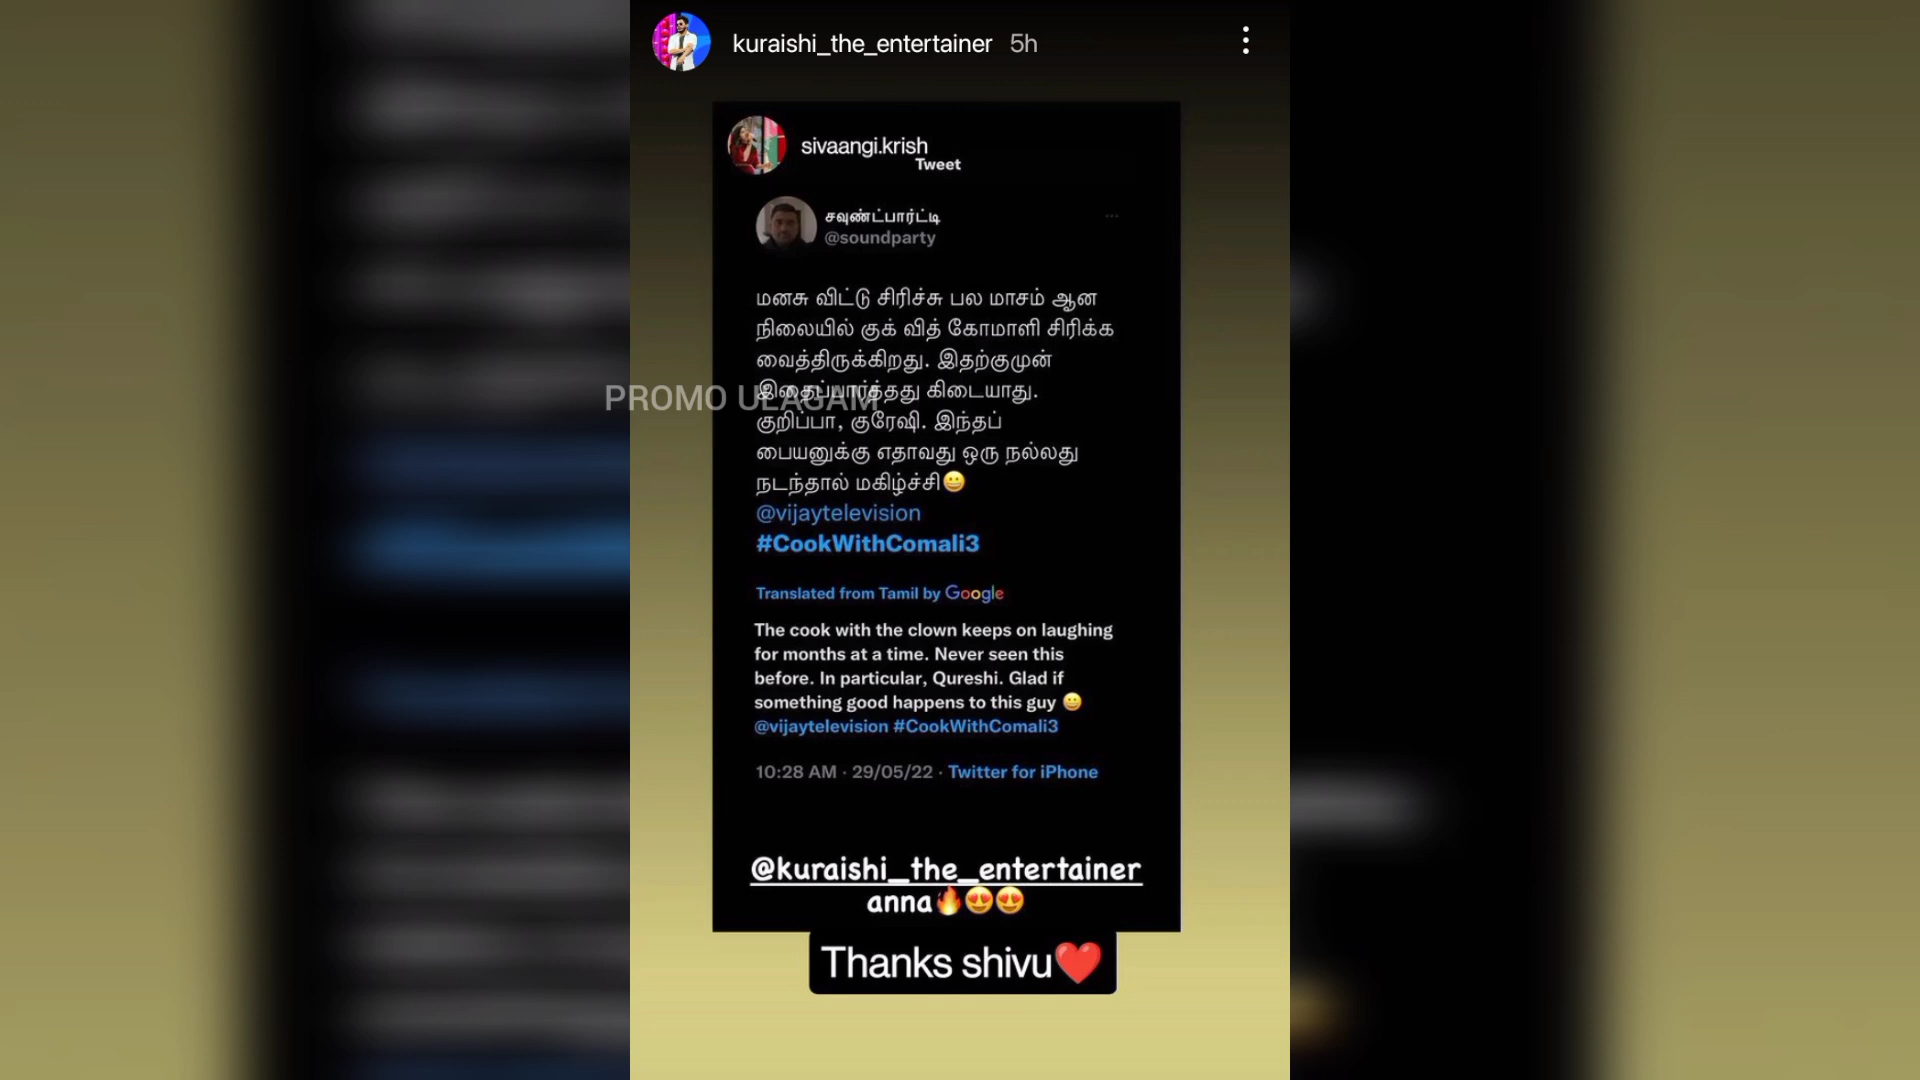 kuraishi_the_entertainer 5h
sivaangi.krish
Tweet
சவுண்ட்பார்ட்டி
@soundparty
மனசு விட்டு சிரிச்சு பல மாசம் ஆன
நிலையில் குக் வித் கோமாளி சிரிக்க
வைத்திருக்கிறது. இதற்குமுன்
இதைப்பார்த்தது கிடையாது.
PROMO ULAGAM
குறிப்பா, குரேஷி. இந்தப்
பையனுக்கு எதாவது ஒரு நல்லது
நடந்தால் மகிழ்ச்சி😀
@vijaytelevision
#CookWithComali3
Translated from Tamil by Google
The cook with the clown keeps on laughing
for months at a time. Never seen this
before. In particular, Qureshi. Glad if
something good happens to this guy 😀
@vijaytelevision #CookWithComali3
10:28 AM · 29/05/22 · Twitter for iPhone
@kuraishi_the_entertainer
anna🔥😍😍
Thanks shivu❤️